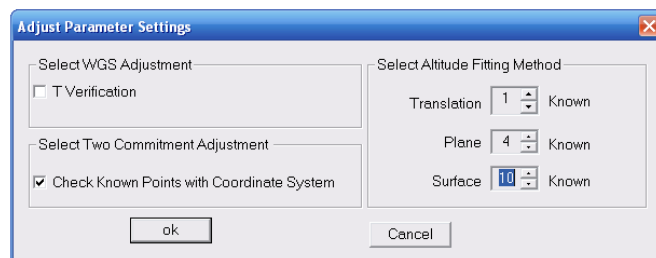 Adjust Parameter Settings
Select WGS Adjustment
T Verification
Select Two Commitment Adjustment
Check Known Points with Coordinate System
ok
Select Altitude Fitting Method
Translation 1 Known
Plane 4 Known
Surface 10 Known
Cancel